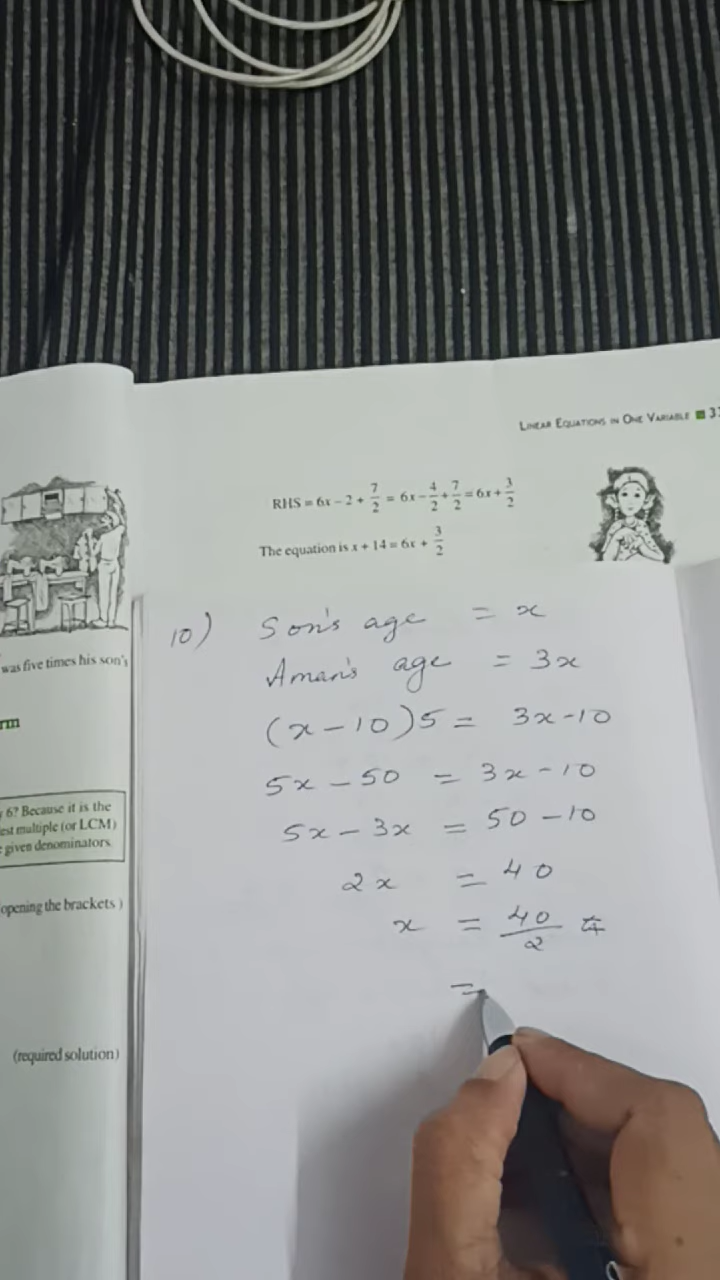 LINEAR EQUATIONS IN ONE VARIABLE
RHS = 6x − 2 + 7/2 = 6x − 4/2 + 7/2 = 6x + 3/2
The equation is x + 14 = 6x + 3/2
was five times his son's
rm
6? Because it is the
est multiple (or LCM)
given denominators.
opening the brackets )
(required solution)
10) Son's age = x
Aman's age = 3x
(x − 10)5 = 3x − 10
5x − 50 = 3x − 10
5x − 3x = 50 − 10
2x = 40
x = 40/2
=